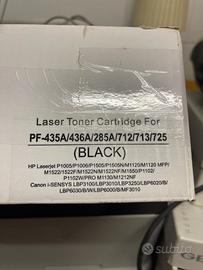 Laser Toner Cartridge For
PF-435A/436A/285A/712/713/725
(BLACK)
HP Laserjet P1005/P1006/P1505/P1505N/M1120/M1120 MFP/
M1522/1522F/M1522N/M1522NF/M1550/P1102/
P1102W/PRO M1130/M1212NF
Canon i-SENSYS LBP3100/LBP3010/LBP3250/LBP6020/B/
LBP6030/B/W/LBP6000/B/MF3010
subito